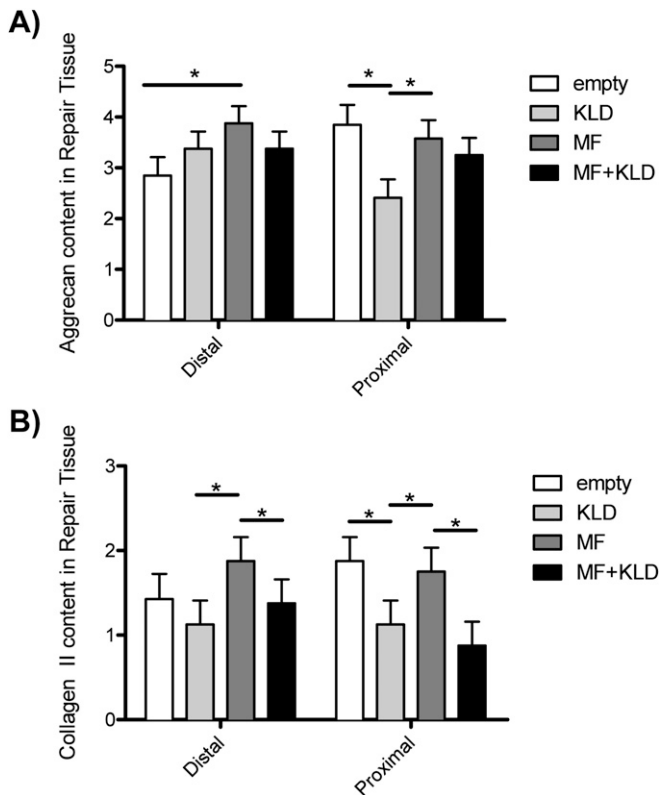 A)
Aggrecan content in Repair Tissue
5
4
3
2
1
0
* * *
Distal
Proximal
empty
KLD
MF
MF+KLD
B)
Collagen II content in Repair Tissue
3
2
1
0
* * * * *
Distal
Proximal
empty
KLD
MF
MF+KLD